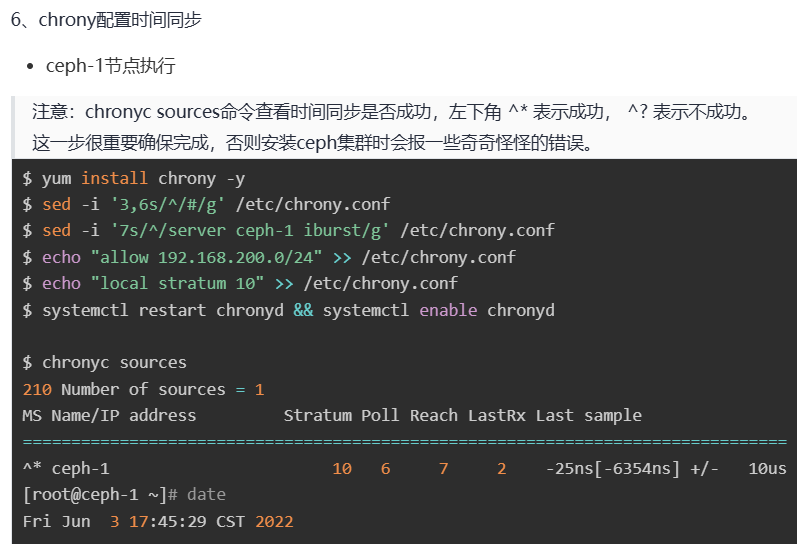 6、chrony配置时间同步
• ceph-1节点执行
注意：chronyc sources命令查看时间同步是否成功，左下角 ^* 表示成功， ^? 表示不成功。
这一步很重要确保完成，否则安装ceph集群时会报一些奇奇怪怪的错误。
$ yum install chrony -y
$ sed -i '3,6s/^/#/g' /etc/chrony.conf
$ sed -i '7s/^/server ceph-1 iburst/g' /etc/chrony.conf
$ echo "allow 192.168.200.0/24" >> /etc/chrony.conf
$ echo "local stratum 10" >> /etc/chrony.conf
$ systemctl restart chronyd && systemctl enable chronyd
$ chronyc sources
210 Number of sources = 1
MS Name/IP address         Stratum Poll Reach LastRx Last sample
===============================================================================
^* ceph-1                       10   6     7     2    -25ns[-6354ns] +/-   10us
[root@ceph-1 ~]# date
Fri Jun  3 17:45:29 CST 2022